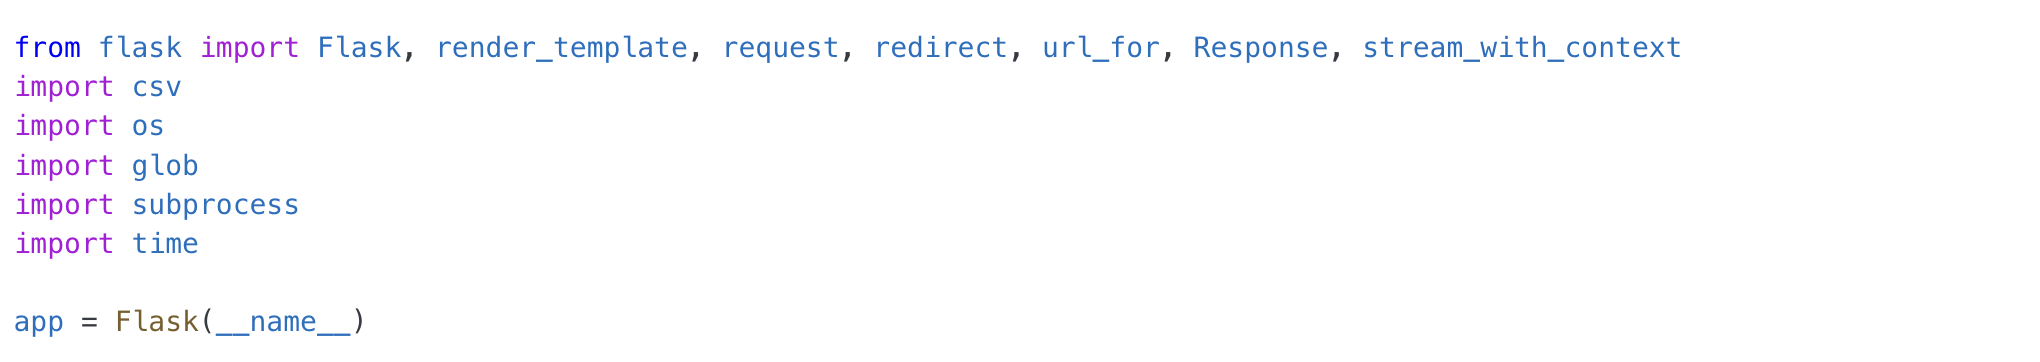 from flask import Flask, render_template, request, redirect, url_for, Response, stream_with_context
import csv
import os
import glob
import subprocess
import time
app = Flask(__name__)